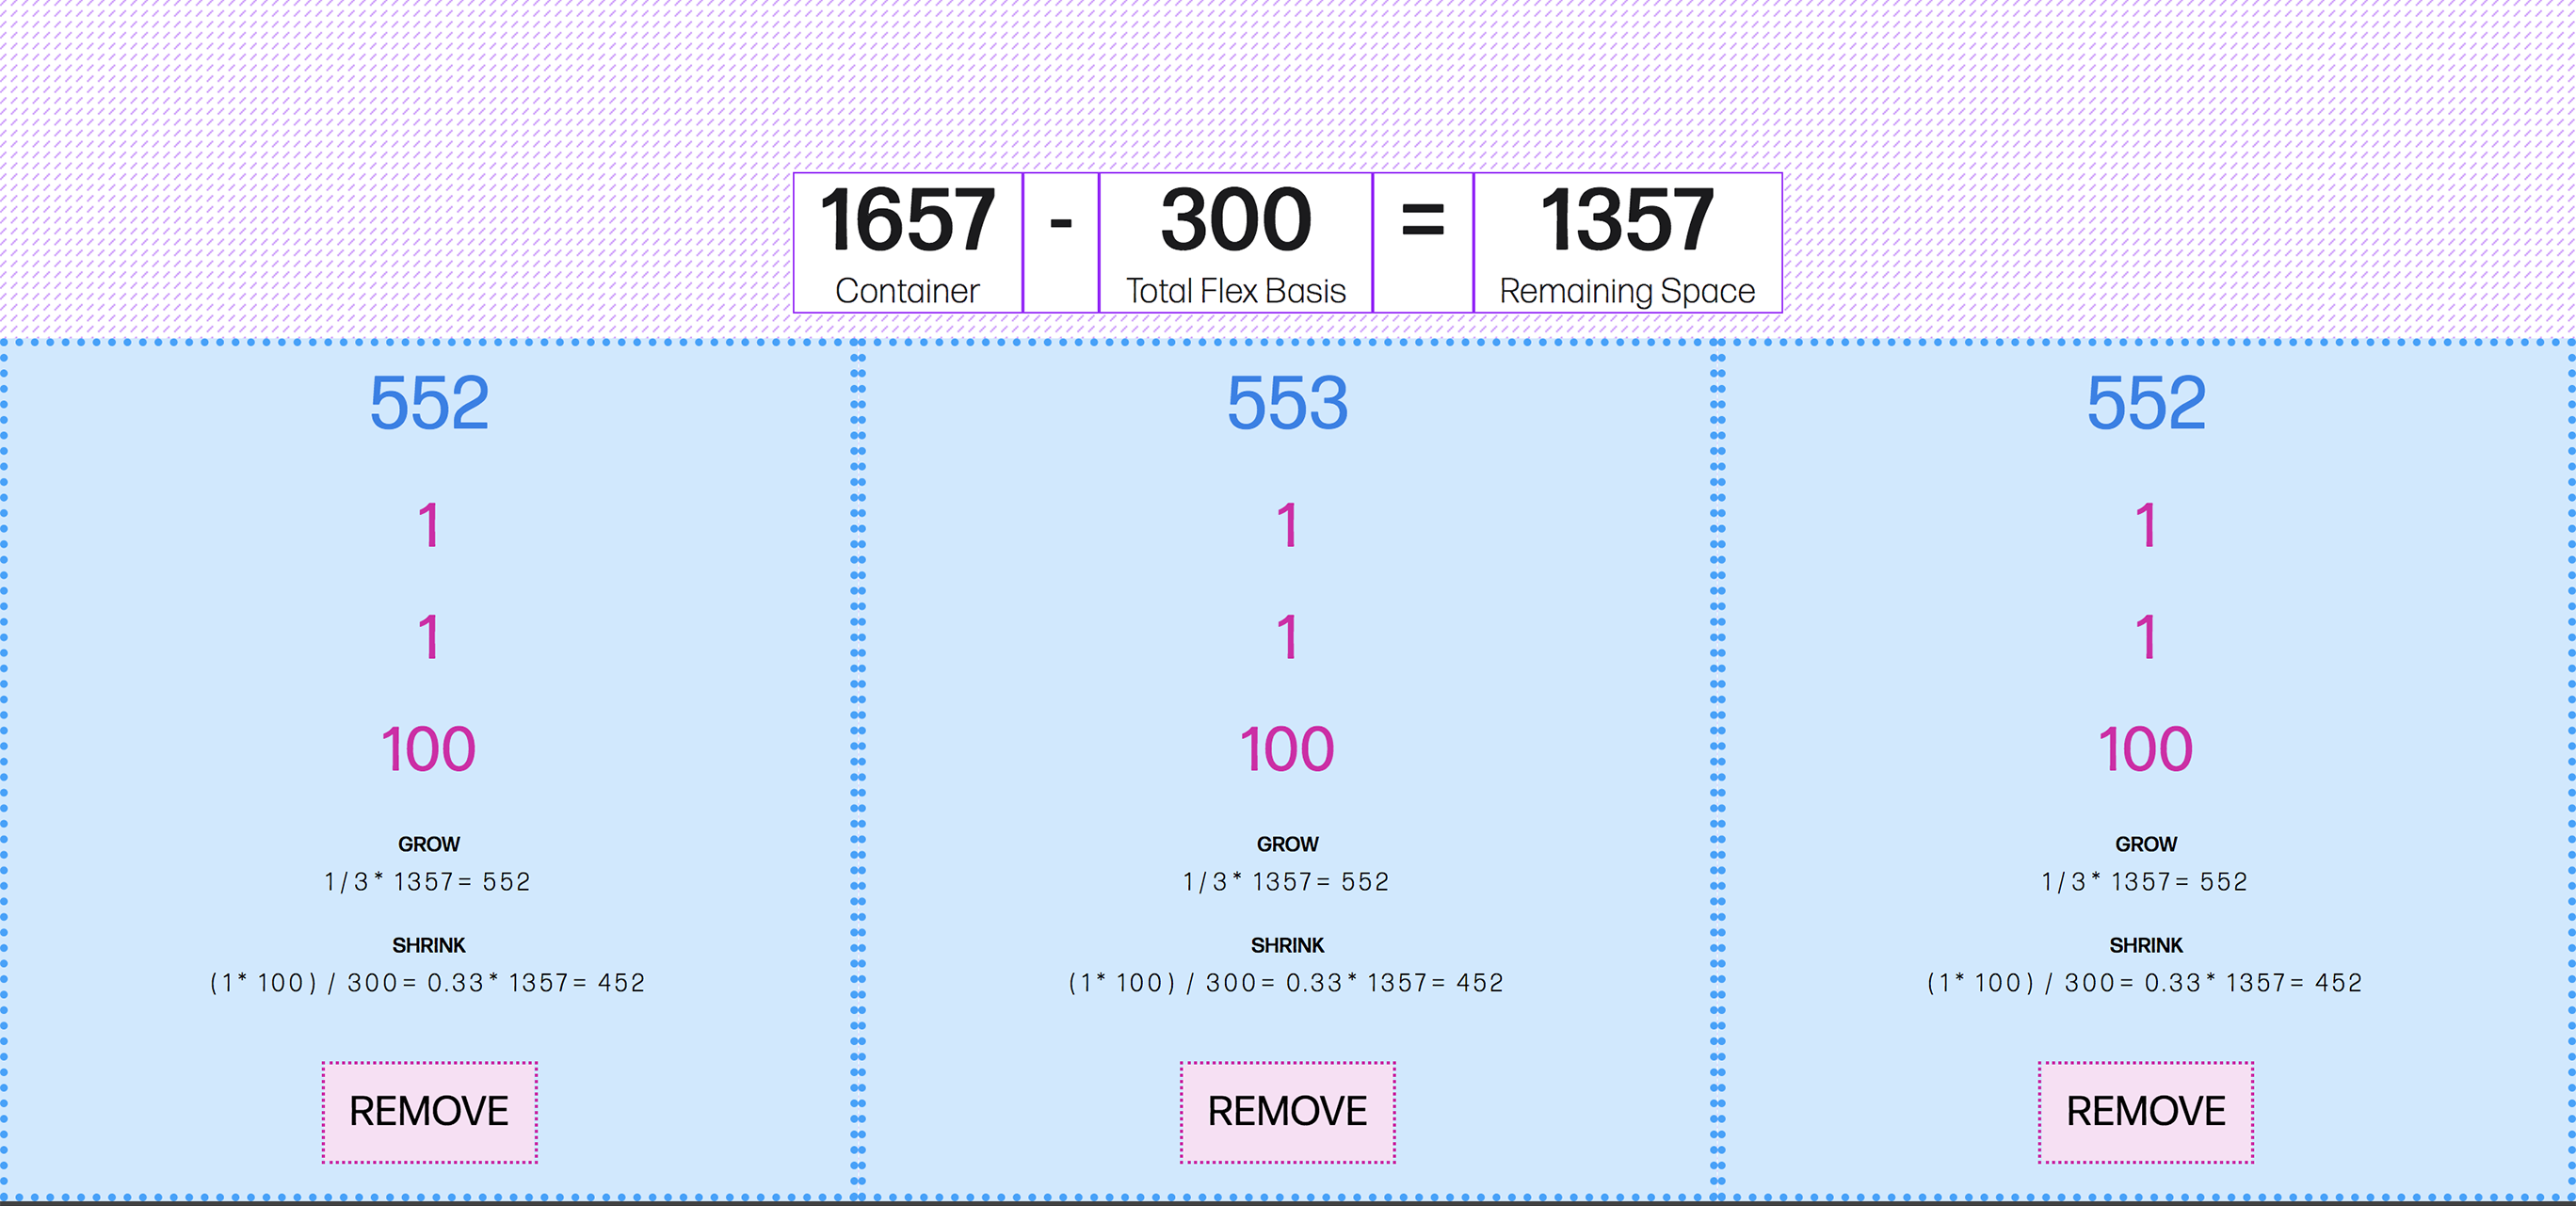 1657 - 300 = 1357
Container Total Flex Basis Remaining Space
552 553 552
1 1 1
1 1 1
100 100 100
GROW GROW GROW
1/3* 1357= 552 1/3* 1357= 552 1/3* 1357= 552
SHRINK SHRINK SHRINK
(1* 100) / 300= 0.33* 1357= 452 (1* 100) / 300= 0.33* 1357= 452 (1* 100) / 300= 0.33* 1357= 452
REMOVE REMOVE REMOVE